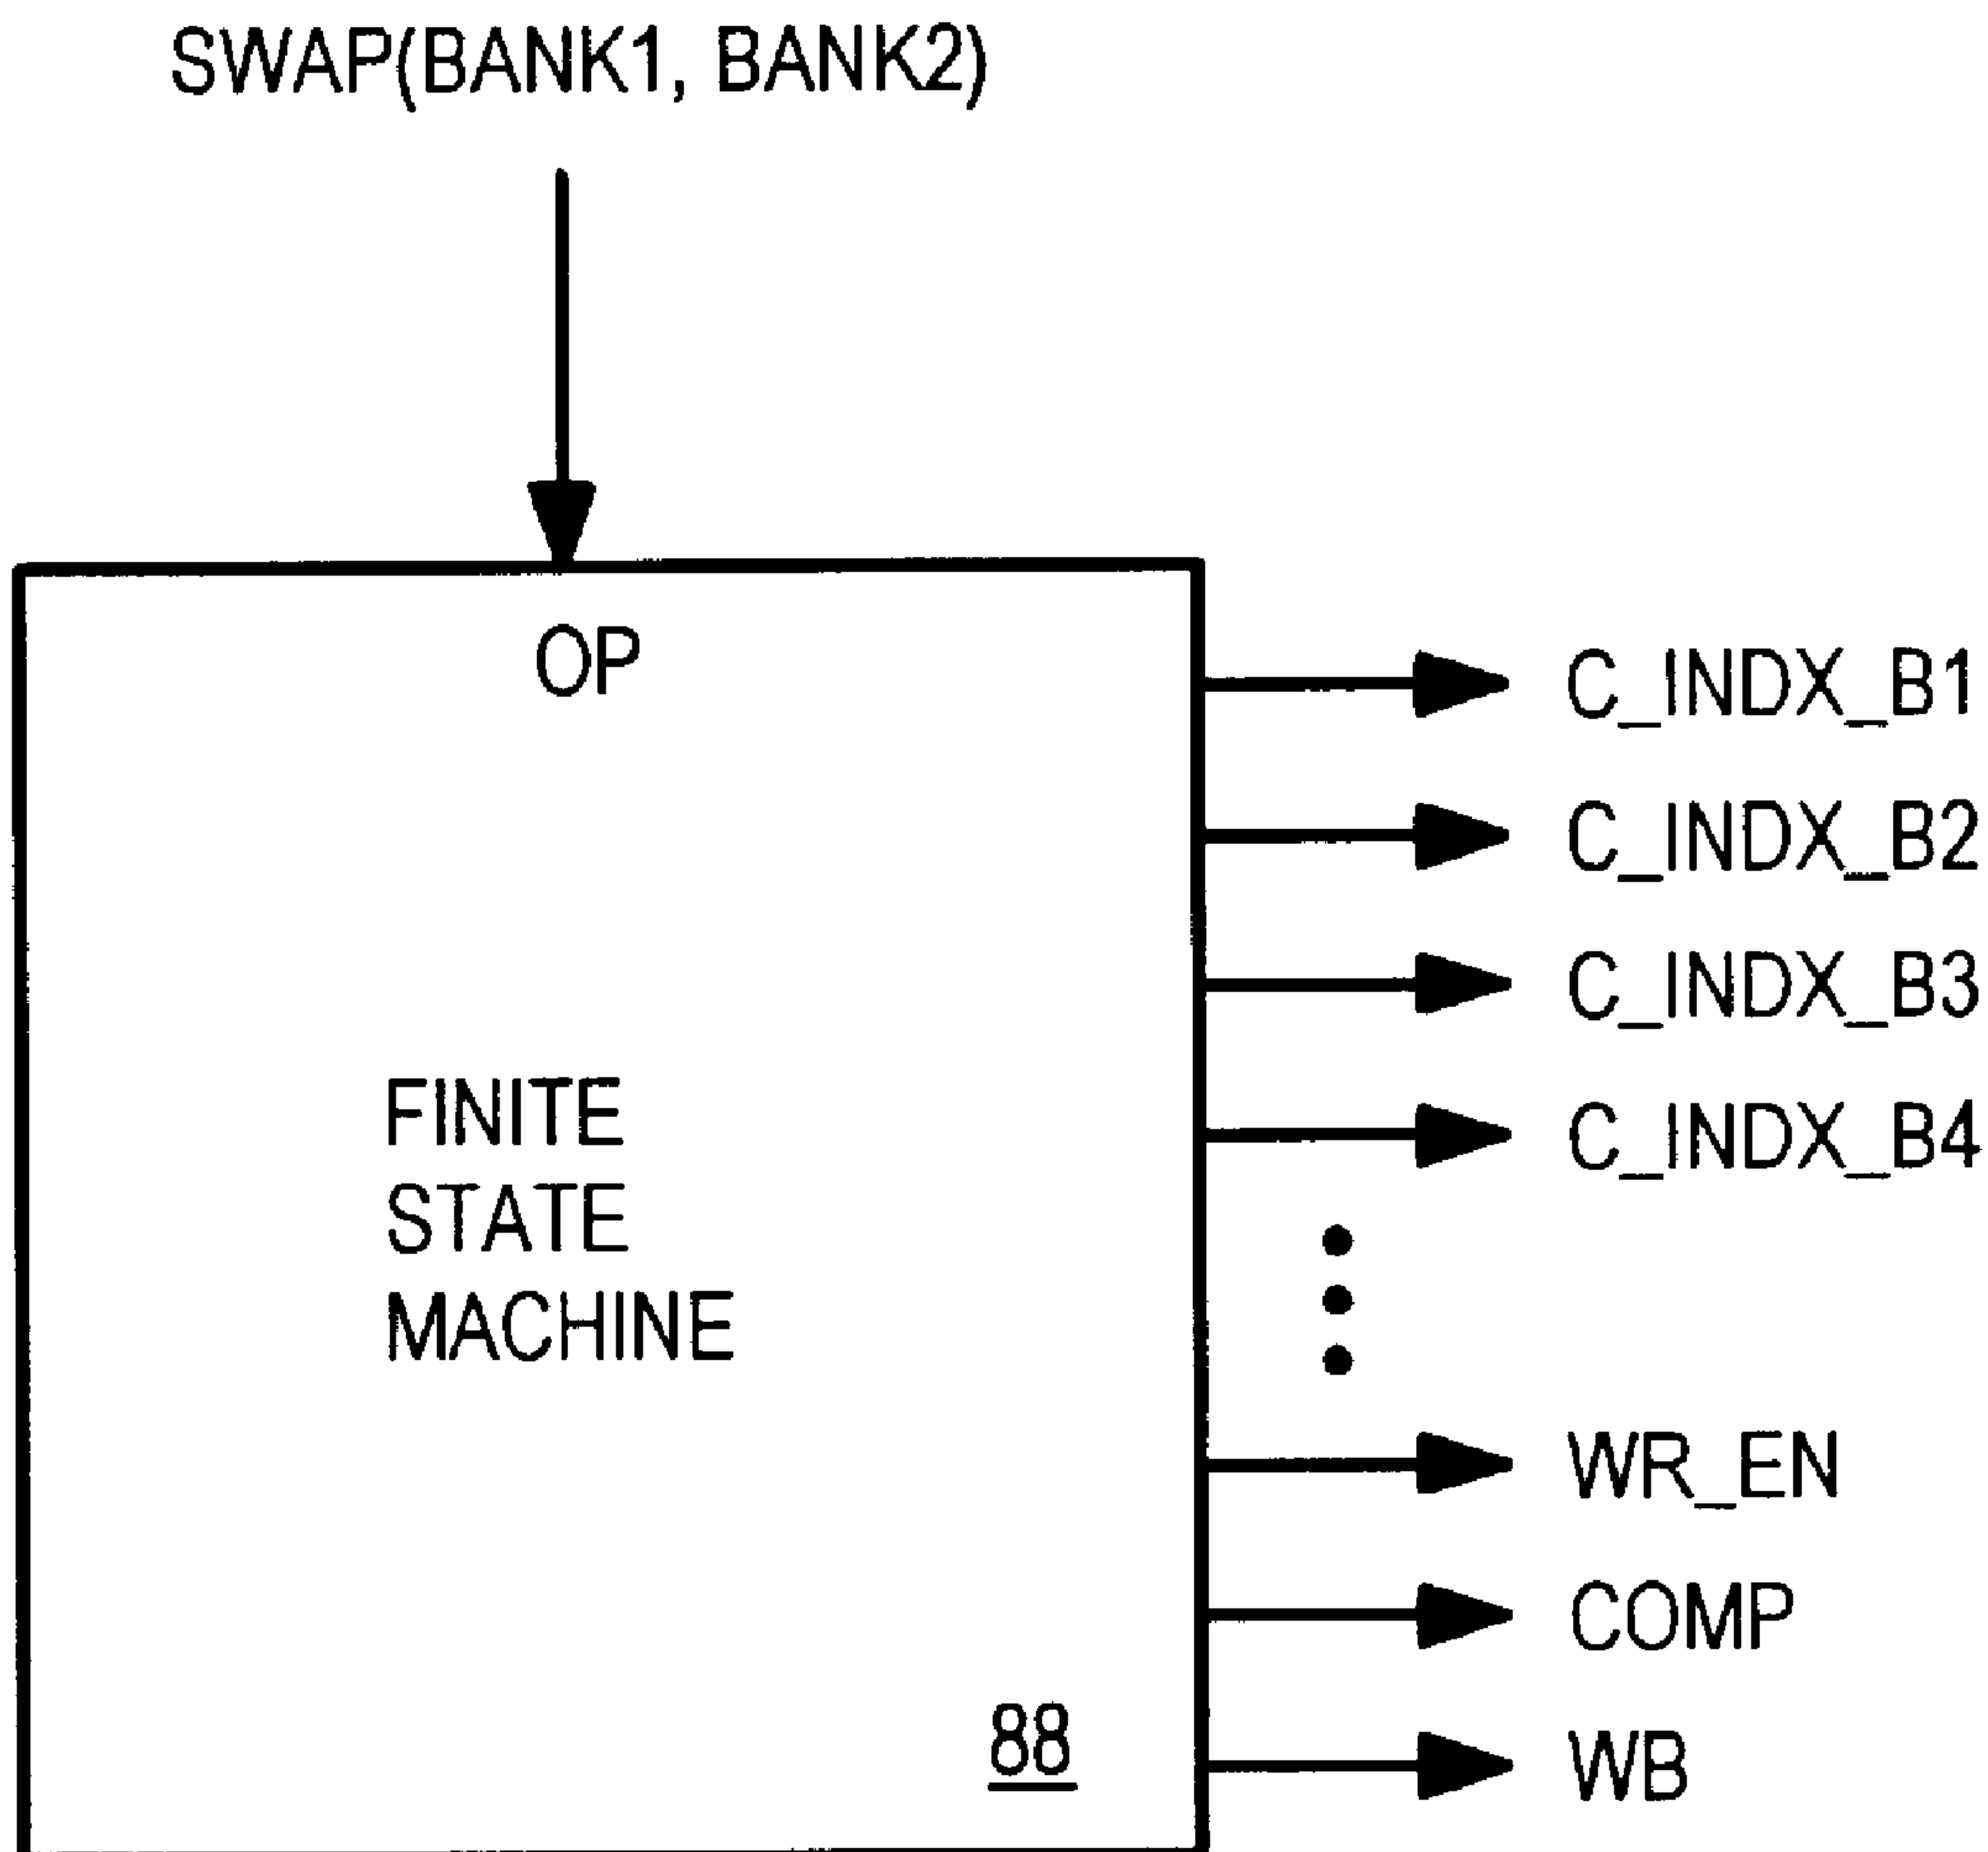 SWAP(BANK1, BANK2)
OP
C_INDX_B1
C_INDX_B2
C_INDX_B3
C_INDX_B4
FINITE
STATE
MACHINE
WR_EN
COMP
88
WB